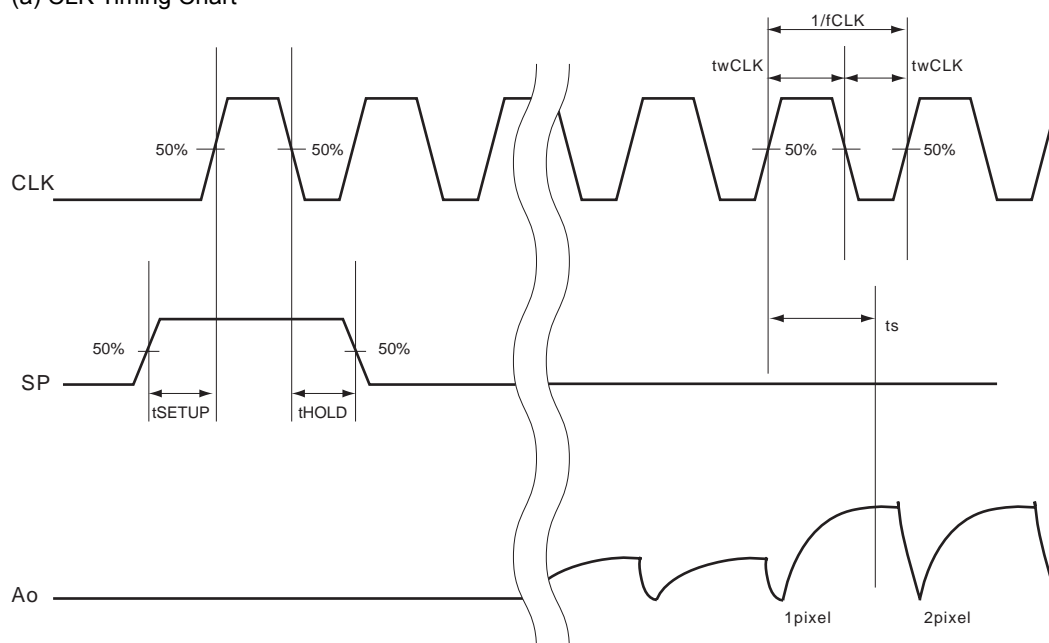 (a) CLK Timing Chart
1/fCLK
twCLK twCLK
50% 50% 50% 50%
CLK
ts
50% 50%
SP
tSETUP tHOLD
Ao
1pixel 2pixel